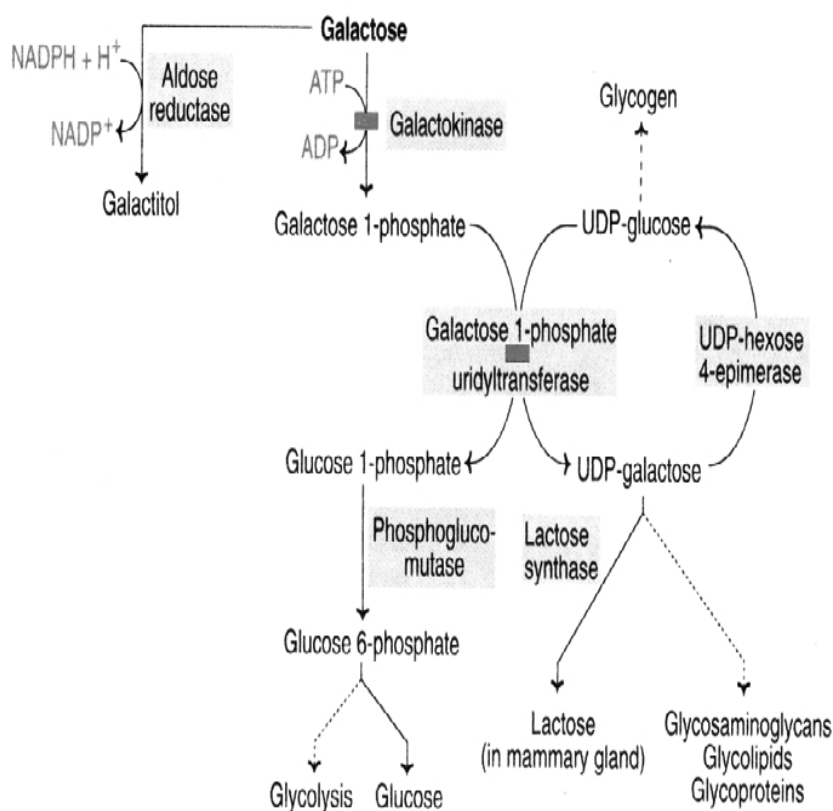 Galactose
NADPH + H⁺
Aldose
reductase
NADP⁺
ATP
Galactokinase
ADP
Glycogen
Galactitol
Galactose 1-phosphate
UDP-glucose
Galactose 1-phosphate
uridyltransferase
UDP-hexose
4-epimerase
Glucose 1-phosphate
UDP-galactose
Phosphogluco-
mutase
Lactose
synthase
Glucose 6-phosphate
Lactose
(in mammary gland)
Glycosaminoglycans
Glycolipids
Glycoproteins
Glycolysis
Glucose